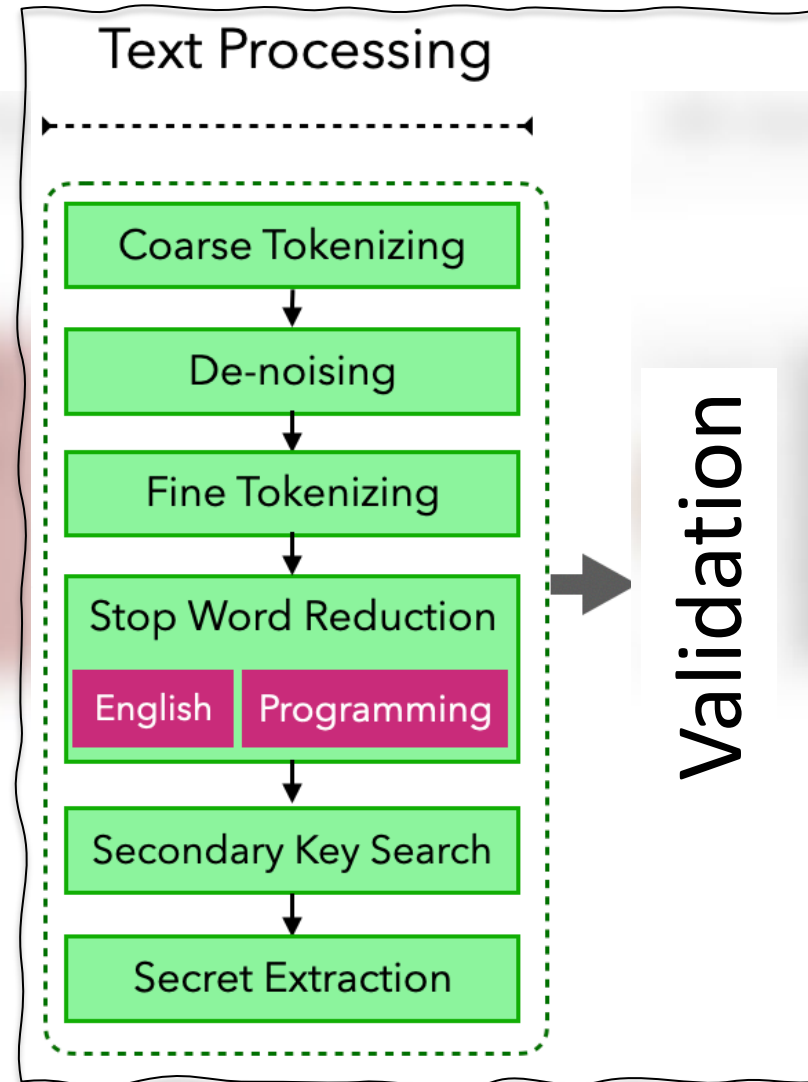 Text Processing
Coarse Tokenizing
De-noising
Fine Tokenizing
Stop Word Reduction
English
Programming
Secondary Key Search
Secret Extraction
Validation